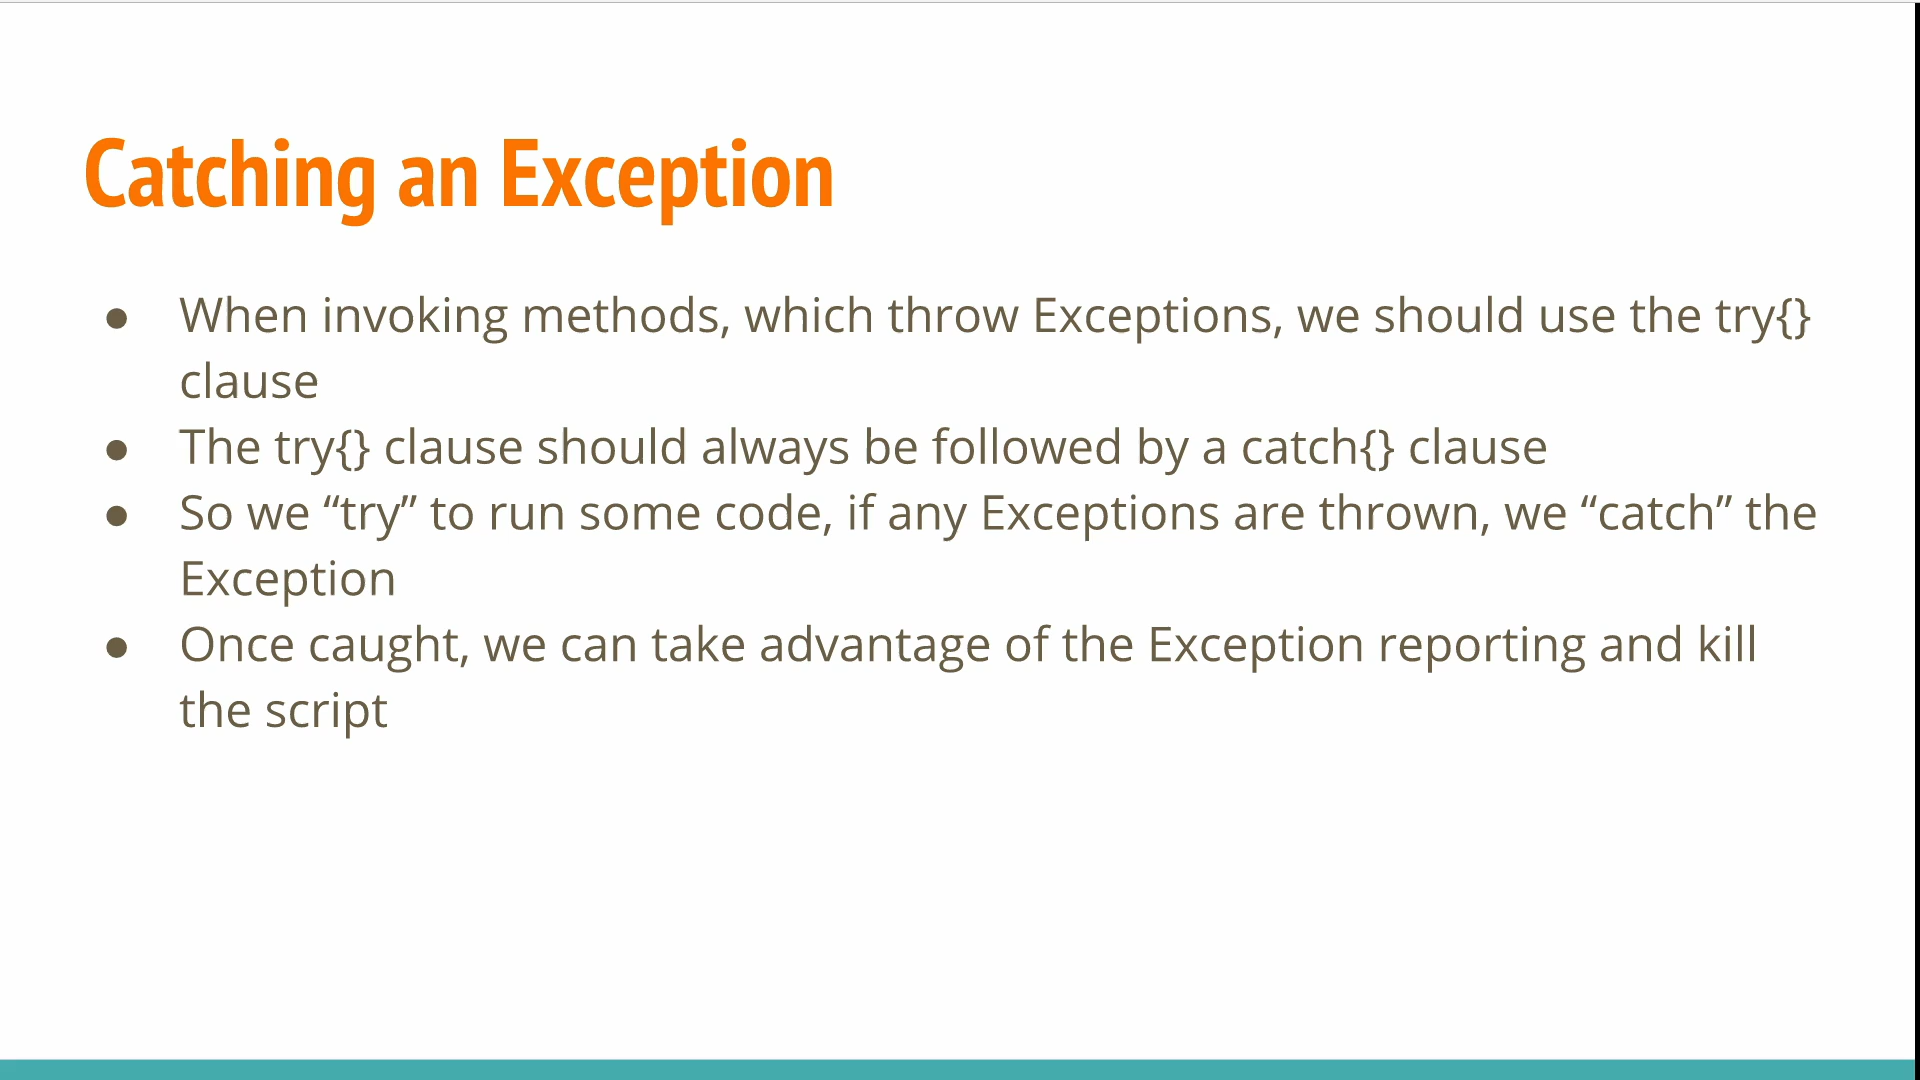 Catching an Exception
● When invoking methods, which throw Exceptions, we should use the try{}
clause
● The try{} clause should always be followed by a catch{} clause
● So we “try” to run some code, if any Exceptions are thrown, we “catch” the
Exception
● Once caught, we can take advantage of the Exception reporting and kill
the script